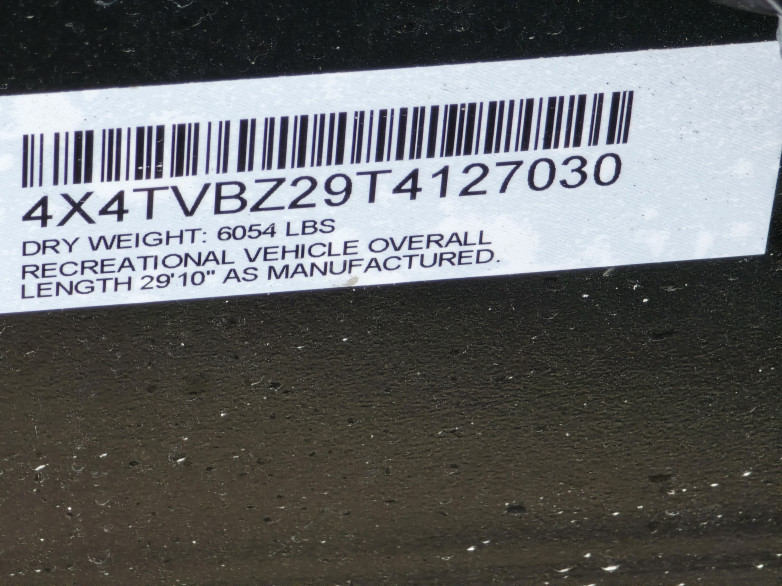 4X4TVBZ29T4127030
DRY WEIGHT: 6054 LBS
RECREATIONAL VEHICLE OVERALL
LENGTH 29'10" AS MANUFACTURED.